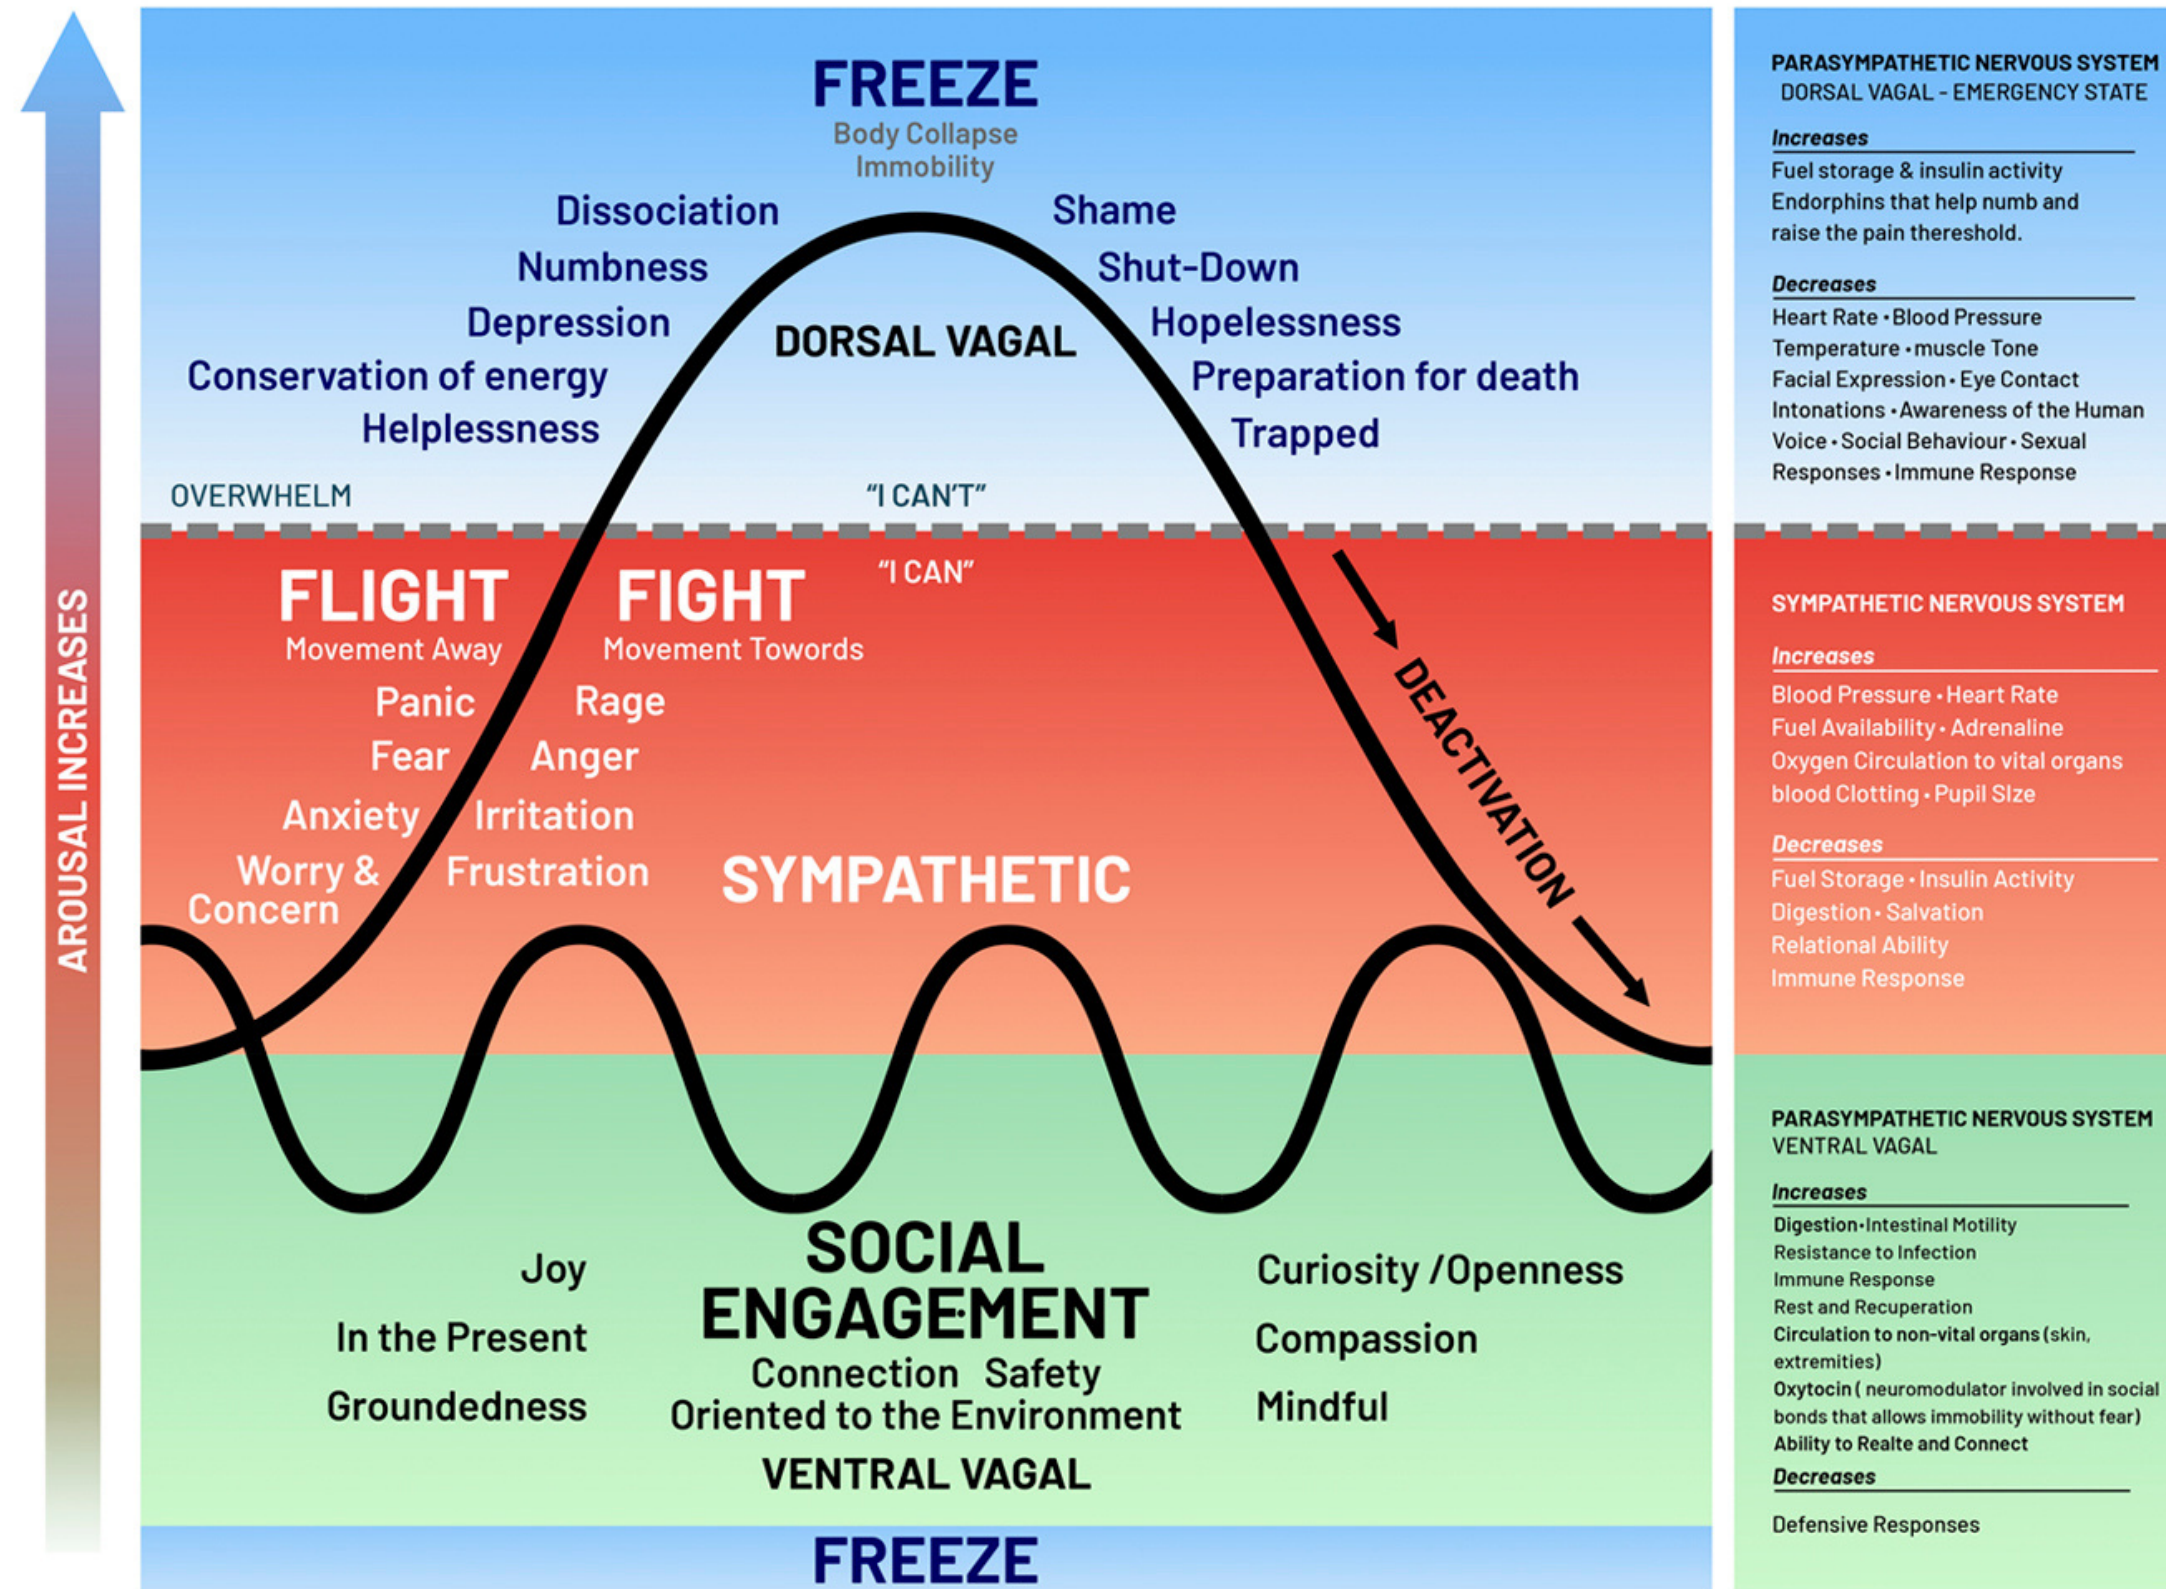 AROUSAL INCREASES
FREEZE
Body Collapse
Immobility
Dissociation
Shame
Numbness
Shut-Down
Depression
DORSAL VAGAL
Hopelessness
Conservation of energy
Preparation for death
Helplessness
Trapped
OVERWHELM
“I CAN’T”
“I CAN”
FLIGHT
Movement Away
Panic
Fear
Anxiety
Worry &
Concern
FIGHT
Movement Towords
Rage
Anger
Irritation
Frustration
SYMPATHETIC
DEACTIVATION
SOCIAL
ENGAGE·MENT
Connection Safety
Oriented to the Environment
VENTRAL VAGAL
Joy
In the Present
Groundedness
Curiosity /Openness
Compassion
Mindful
FREEZE
PARASYMPATHETIC NERVOUS SYSTEM
DORSAL VAGAL - EMERGENCY STATE
Increases
Fuel storage & insulin activity
Endorphins that help numb and
raise the pain thereshold.
Decreases
Heart Rate • Blood Pressure
Temperature • muscle Tone
Facial Expression • Eye Contact
Intonations • Awareness of the Human
Voice • Social Behaviour • Sexual
Responses • Immune Response
SYMPATHETIC NERVOUS SYSTEM
Increases
Blood Pressure • Heart Rate
Fuel Availability • Adrenaline
Oxygen Circulation to vital organs
blood Clotting • Pupil SIze
Decreases
Fuel Storage • Insulin Activity
Digestion • Salvation
Relational Ability
Immune Response
PARASYMPATHETIC NERVOUS SYSTEM
VENTRAL VAGAL
Increases
Digestion•Intestinal Motility
Resistance to Infection
Immune Response
Rest and Recuperation
Circulation to non-vital organs (skin,
extremities)
Oxytocin ( neuromodulator involved in social
bonds that allows immobility without fear)
Ability to Realte and Connect
Decreases
Defensive Responses